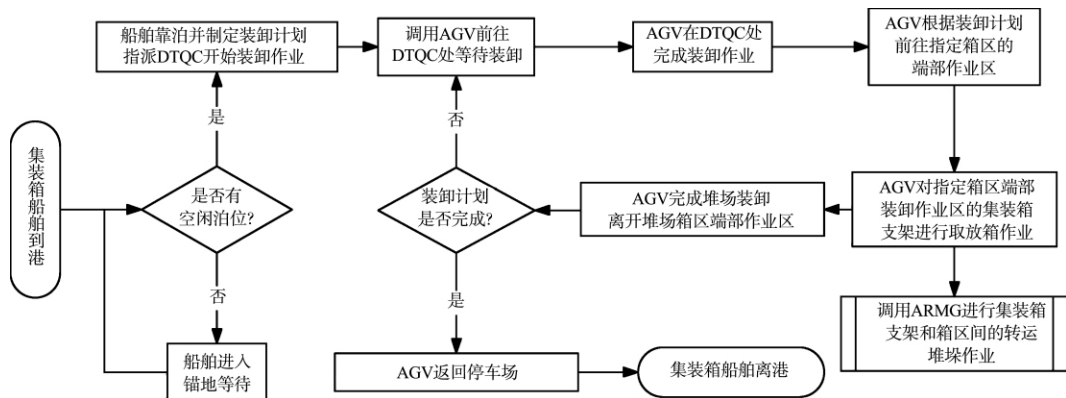 船舶靠泊并制定装卸计划
指派DTQC开始装卸作业
调用AGV前往
DTQC处等待装卸
AGV在DTQC处
完成装卸作业
AGV根据装卸计划
前往指定箱区的
端部作业区
是
否
集装箱船舶到港
是否有
空闲泊位?
装卸计划
是否完成?
AGV完成堆场装卸
离开堆场箱区端部作业区
AGV对指定箱区端部
装卸作业区的集装箱
支架进行取放箱作业
否
是
船舶进入
锚地等待
AGV返回停车场
集装箱船舶离港
调用ARMG进行集装箱
支架和箱区间的转运
堆垛作业